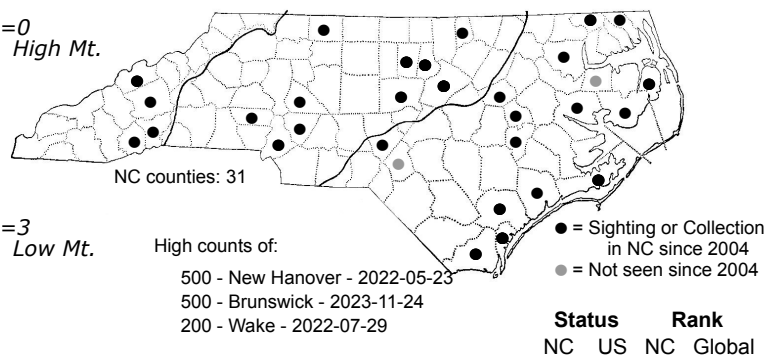 =0
High Mt.
NC counties: 31
=3
Low Mt.
High counts of:
500 - New Hanover - 2022-05-23
500 - Brunswick - 2023-11-24
200 - Wake - 2022-07-29
= Sighting or Collection
in NC since 2004
= Not seen since 2004
Status Rank
NC US NC Global